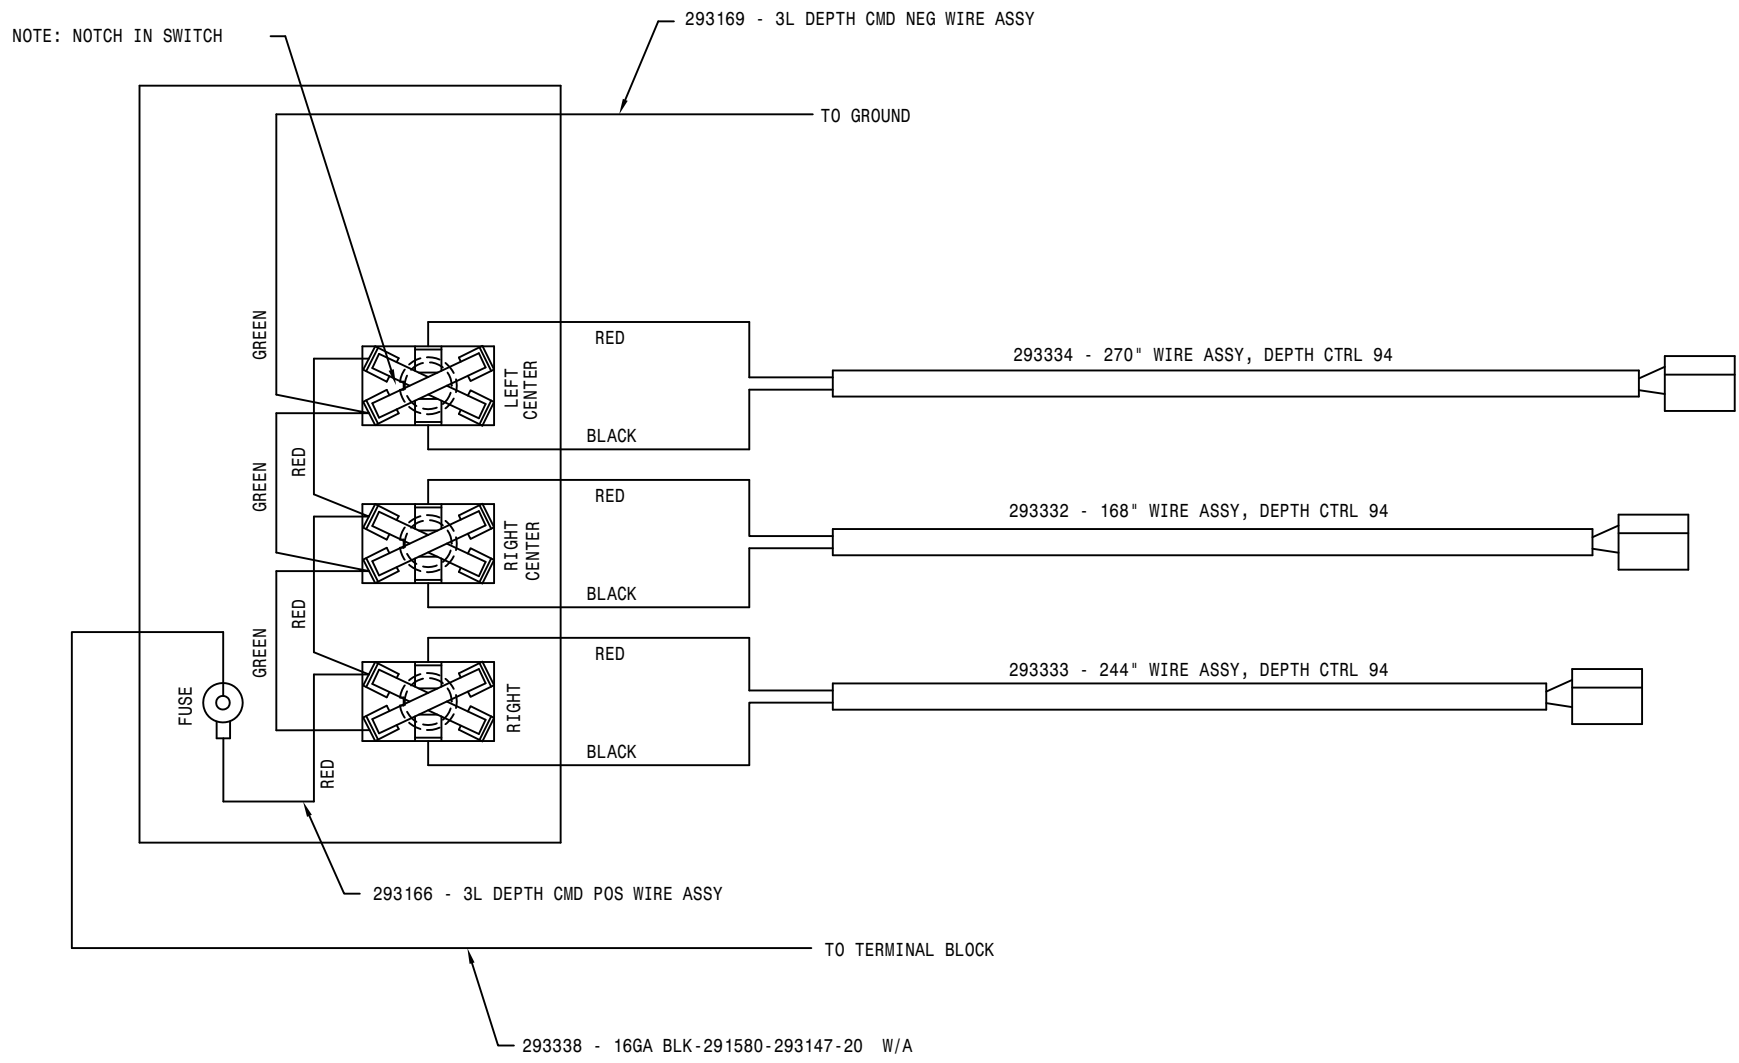 293169 - 3L DEPTH CMD NEG WIRE ASSY
NOTE: NOTCH IN SWITCH
TO GROUND
GREEN
RED
LEFT
CENTER
293334 - 270" WIRE ASSY, DEPTH CTRL 94
BLACK
GREEN
RED
RED
RIGHT
CENTER
293332 - 168" WIRE ASSY, DEPTH CTRL 94
BLACK
GREEN
RED
RED
RIGHT
293333 - 244" WIRE ASSY, DEPTH CTRL 94
FUSE
BLACK
RED
293166 - 3L DEPTH CMD POS WIRE ASSY
TO TERMINAL BLOCK
293338 - 16GA BLK-291580-293147-20 W/A